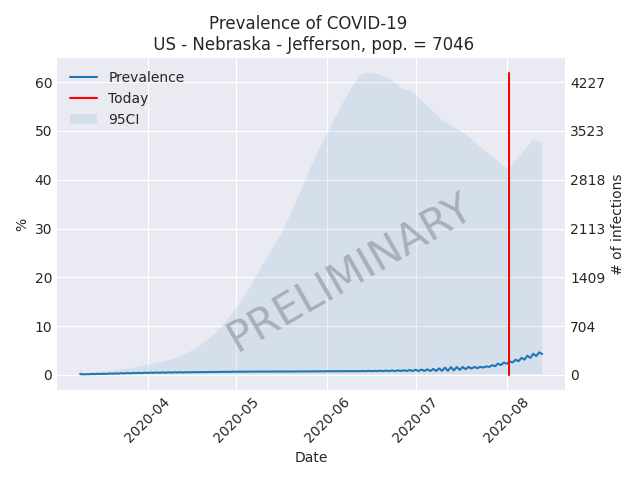 Prevalence of COVID-19
US - Nebraska - Jefferson, pop. = 7046
Prevalence
Today
95CI
60
50
40
30
20
10
0
%
4227
3523
2818
2113
1409
704
0
# of infections
PRELIMINARY
2020-04
2020-05
2020-06
2020-07
2020-08
Date